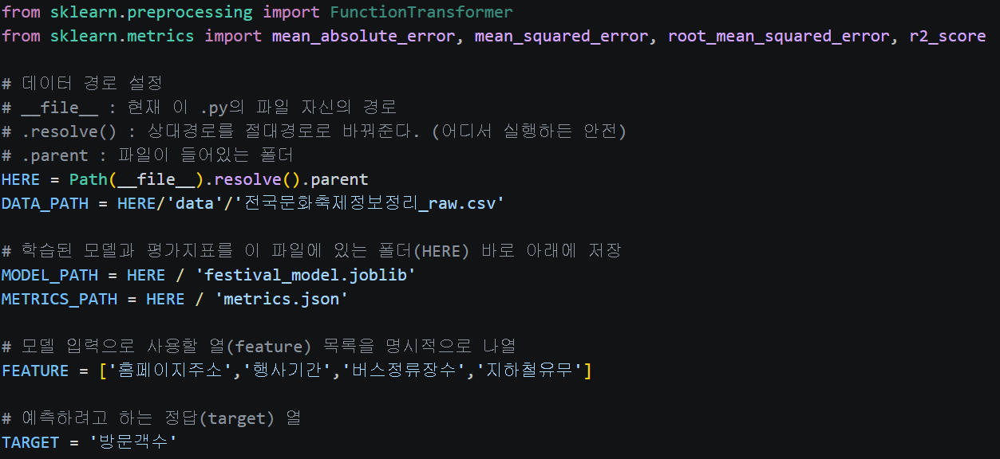 from sklearn.preprocessing import FunctionTransformer
from sklearn.metrics import mean_absolute_error, mean_squared_error, root_mean_squared_error, r2_score
# 데이터 경로 설정
# __file__ : 현재 이 .py의 파일 자신의 경로
# .resolve() : 상대경로를 절대경로로 바꿔준다. (어디서 실행하든 안전)
# .parent : 파일이 들어있는 폴더
HERE = Path(__file__).resolve().parent
DATA_PATH = HERE/'data'/'전국문화축제정보정리_raw.csv'
# 학습된 모델과 평가지표를 이 파일에 있는 폴더(HERE) 바로 아래에 저장
MODEL_PATH = HERE / 'festival_model.joblib'
METRICS_PATH = HERE / 'metrics.json'
# 모델 입력으로 사용할 열(feature) 목록을 명시적으로 나열
FEATURE = ['홈페이지주소','행사기간','버스정류장수','지하철유무']
# 예측하려고 하는 정답(target) 열
TARGET = '방문객수'